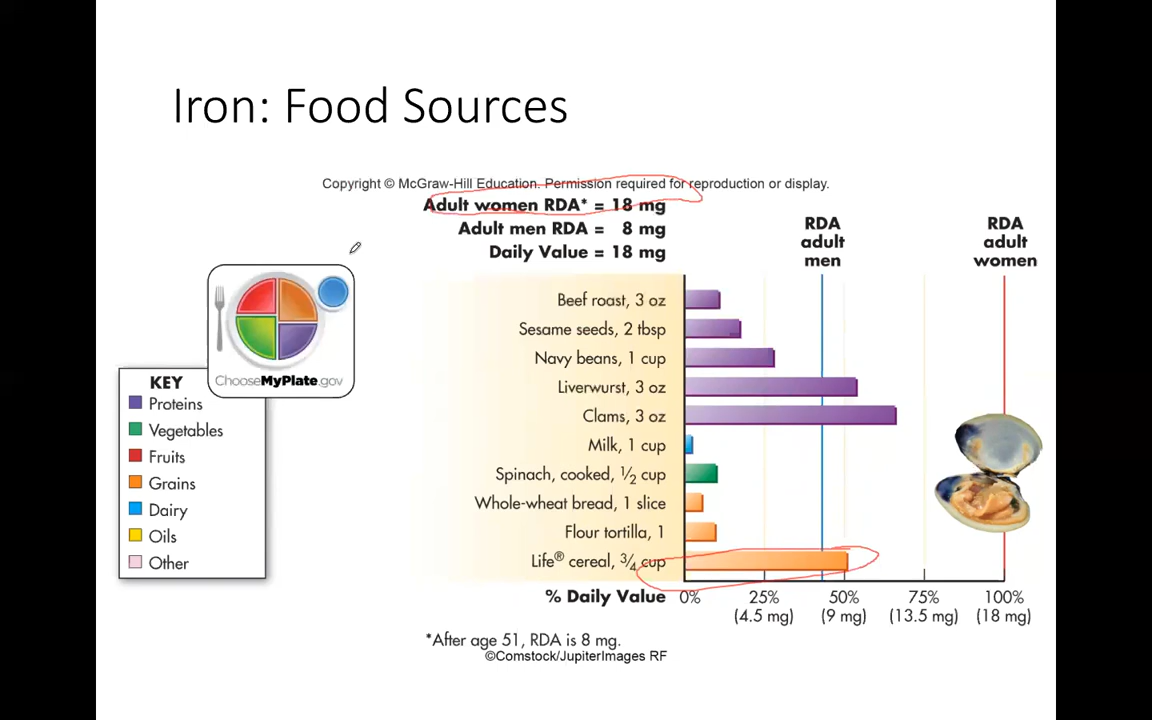 Iron: Food Sources
Copyright © McGraw-Hill Education. Permission required for reproduction or display.
Adult women RDA* = 18 mg
Adult men RDA = 8 mg
Daily Value = 18 mg
RDA
adult
men
RDA
adult
women
ChooseMyPlate.gov
KEY
Proteins
Vegetables
Fruits
Grains
Dairy
Oils
Other
Beef roast, 3 oz
Sesame seeds, 2 tbsp
Navy beans, 1 cup
Liverwurst, 3 oz
Clams, 3 oz
Milk, 1 cup
Spinach, cooked, 1/2 cup
Whole-wheat bread, 1 slice
Flour tortilla, 1
Life® cereal, 3/4 cup
% Daily Value 0% 25% 50% 75% 100%
(4.5 mg) (9 mg) (13.5 mg) (18 mg)
*After age 51, RDA is 8 mg.
©Comstock/JupiterImages RF